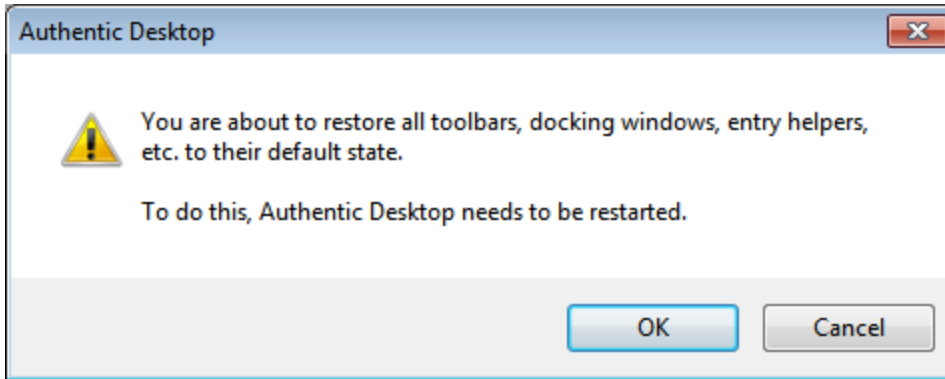 Authentic Desktop
You are about to restore all toolbars, docking windows, entry helpers,
etc. to their default state.
To do this, Authentic Desktop needs to be restarted.
OK
Cancel